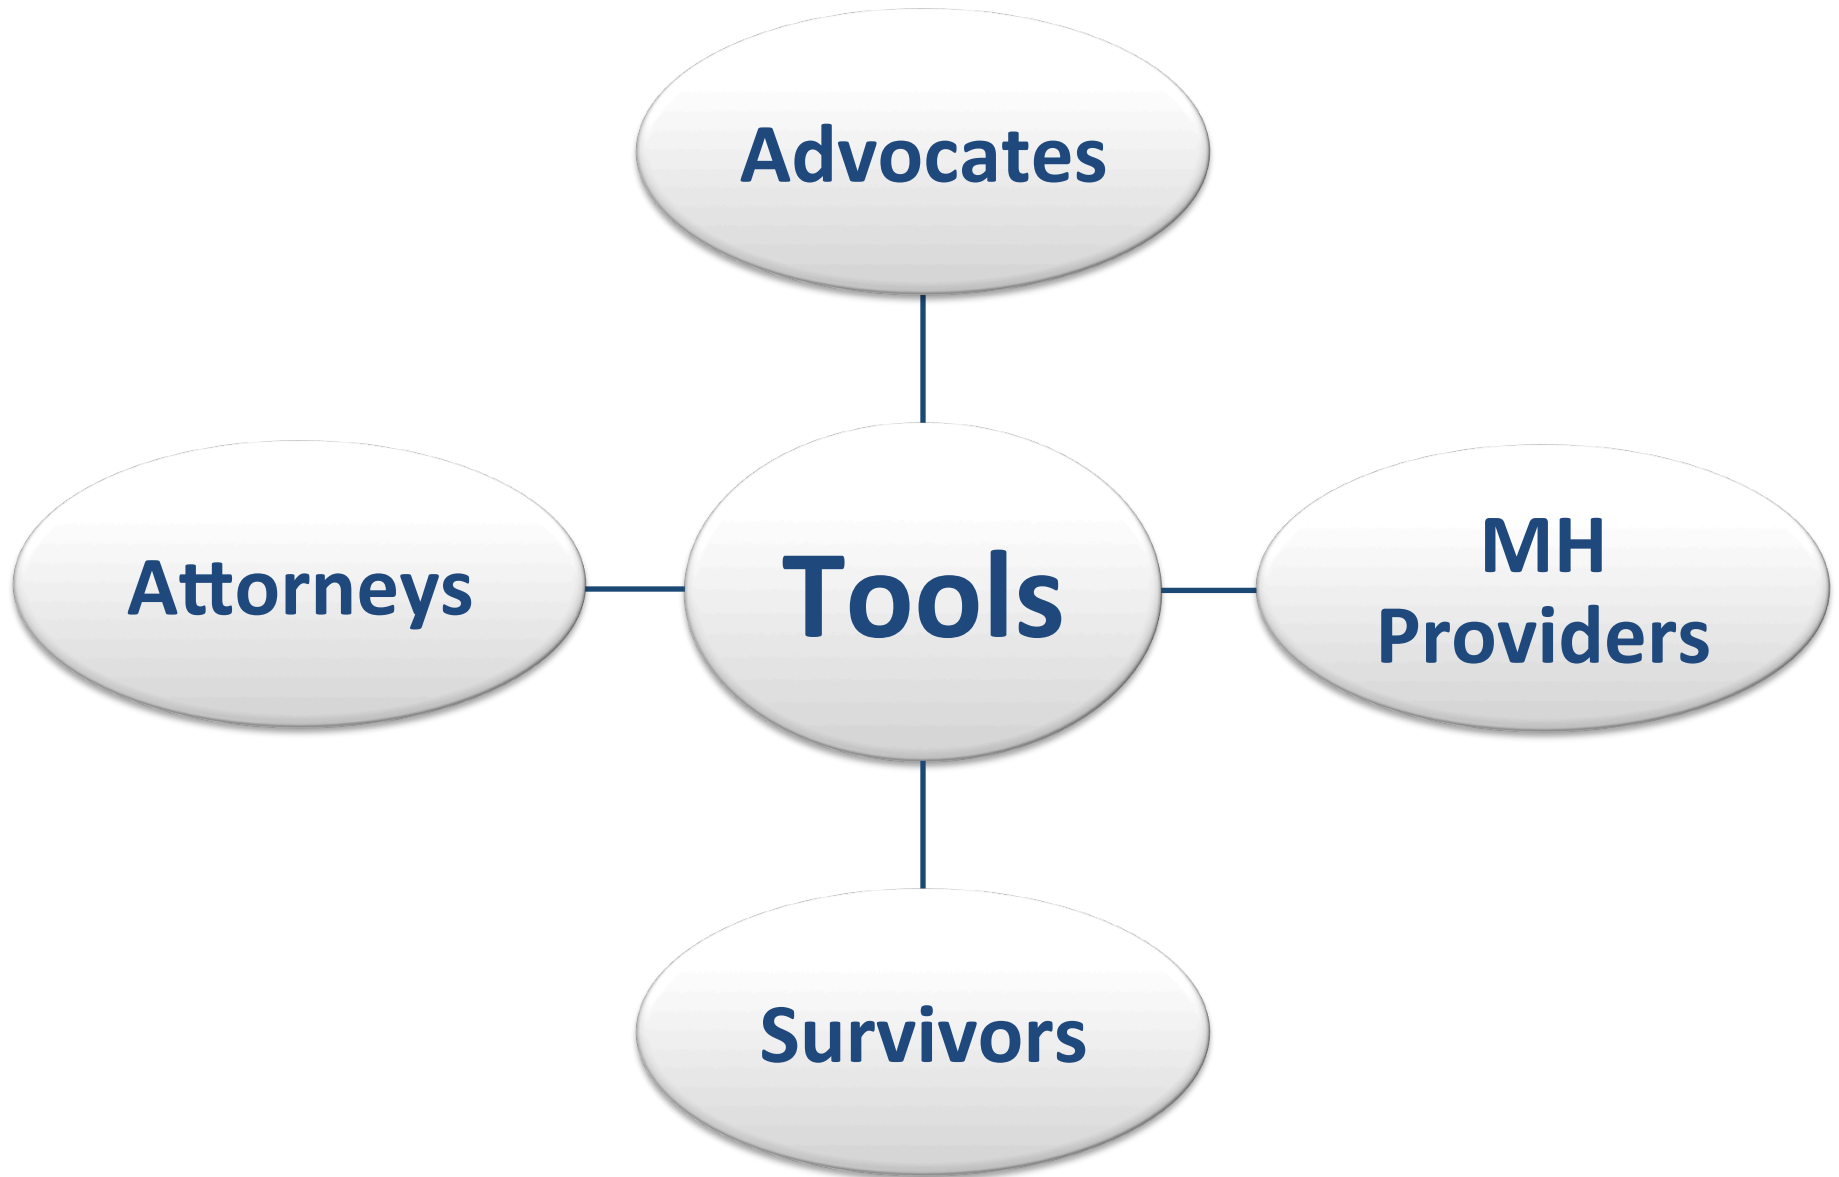 Advocates
Attorneys
Tools
MH
Providers
Survivors